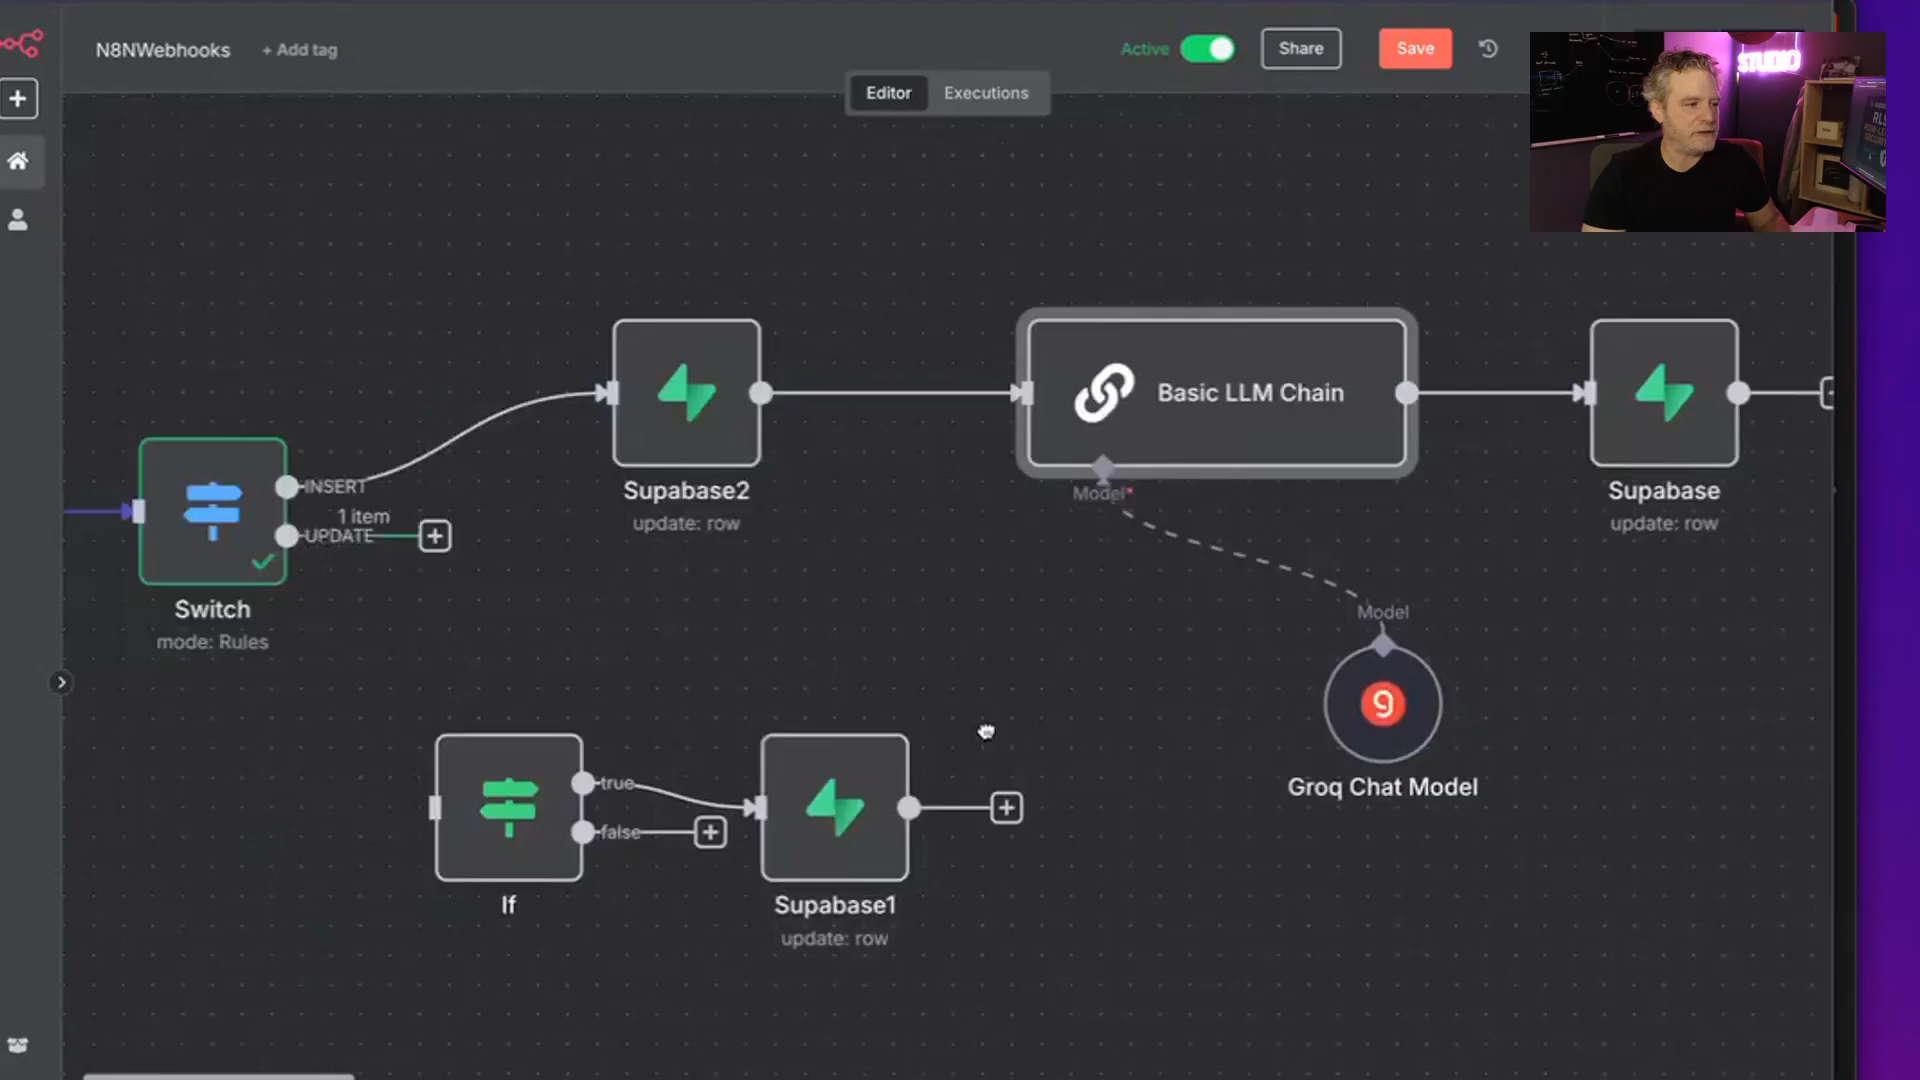 N8NWebhooks
+ Add tag
Active
Share
Save
Editor
Executions
STUDIO
INSERT
1 item
UPDATE
Switch
mode: Rules
Supabase2
update: row
Basic LLM Chain
Model*
Supabase
update: row
Model
Groq Chat Model
true
false
If
Supabase1
update: row